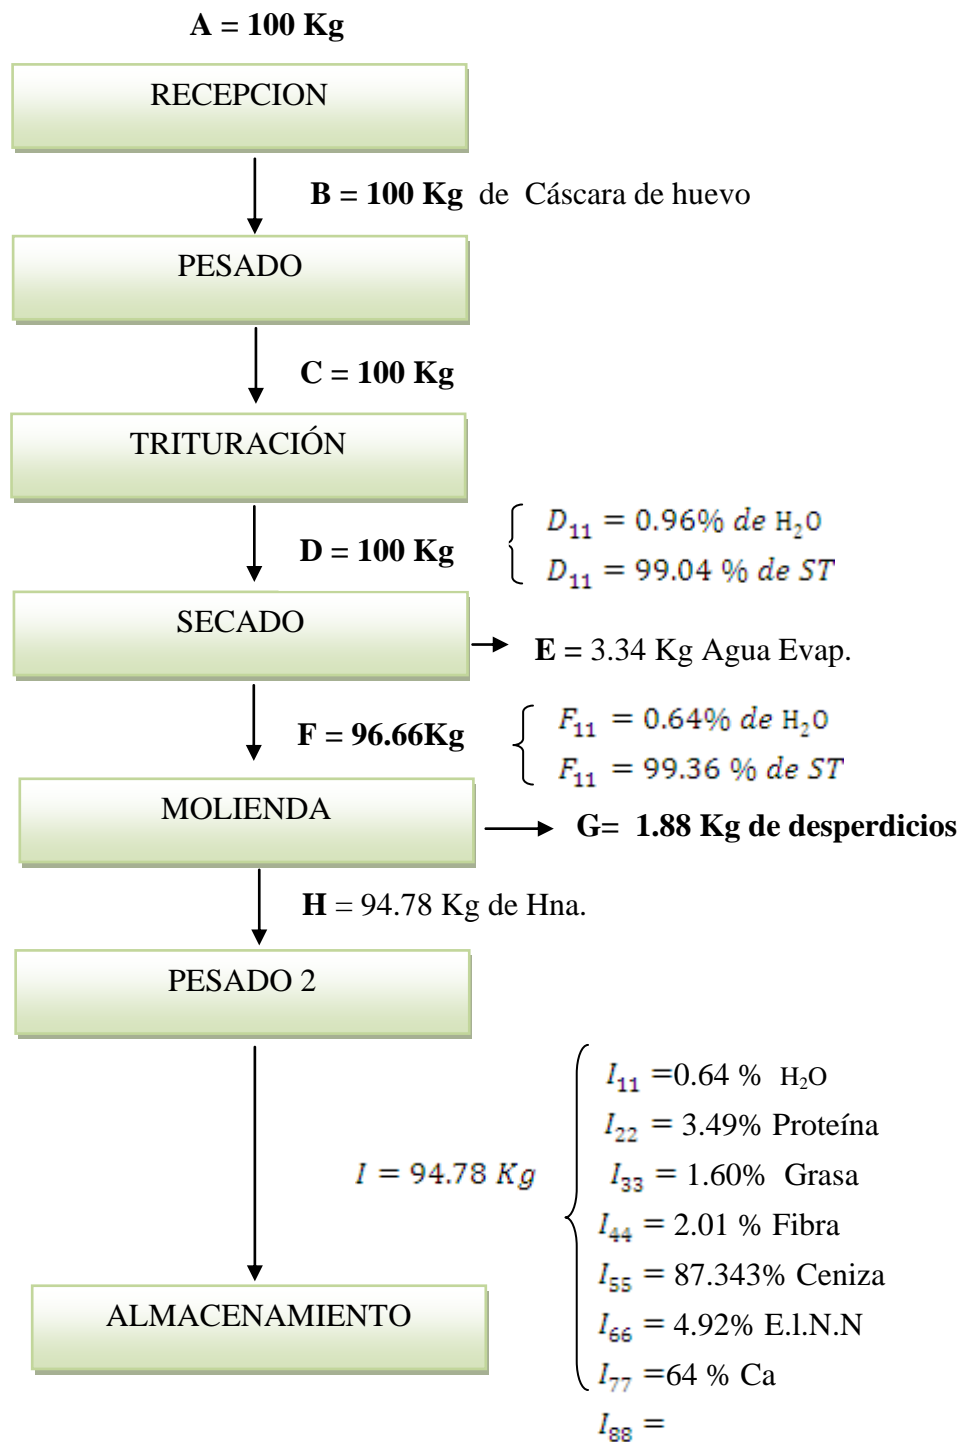 A = 100 Kg
RECEPCION
B = 100 Kg de Cáscara de huevo
PESADO
C = 100 Kg
TRITURACIÓN
D = 100 Kg
D₁₁ = 0.96% de H₂O
D₁₁ = 99.04 % de ST
SECADO
E = 3.34 Kg Agua Evap.
F = 96.66Kg
F₁₁ = 0.64% de H₂O
F₁₁ = 99.36 % de ST
MOLIENDA
G= 1.88 Kg de desperdicios
H = 94.78 Kg de Hna.
PESADO 2
I = 94.78 Kg
I₁₁ =0.64 % H₂O
I₂₂ = 3.49% Proteína
I₃₃ = 1.60% Grasa
I₄₄ = 2.01 % Fibra
I₅₅ = 87.343% Ceniza
I₆₆ = 4.92% E.l.N.N
I₇₇ =64 % Ca
I₈₈ =
ALMACENAMIENTO